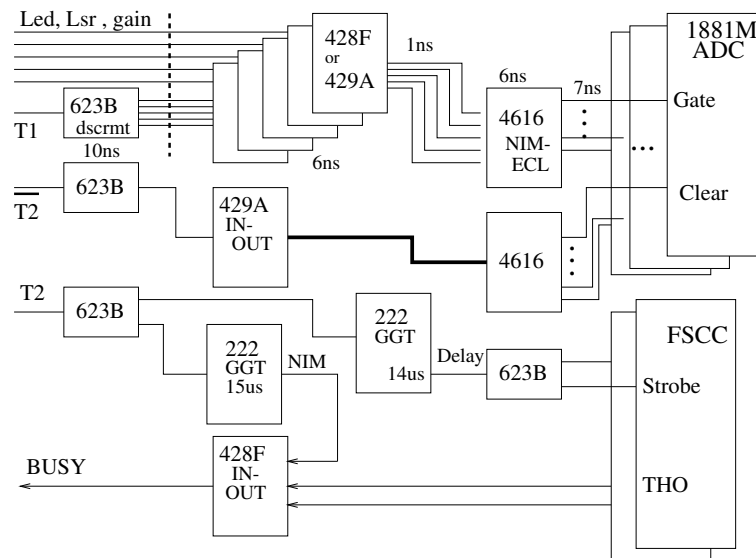 Led, Lsr , gain
428F
or
429A
1ns
1881M
ADC
6ns
7ns
623B
dscrmt
T1
10ns
4616
NIM-
ECL
Gate
...
6ns
623B
T2
429A
IN-
OUT
Clear
4616
T2
623B
222
GGT
14us
222
GGT
15us
NIM
Delay
623B
FSCC
Strobe
428F
IN-
OUT
BUSY
THO